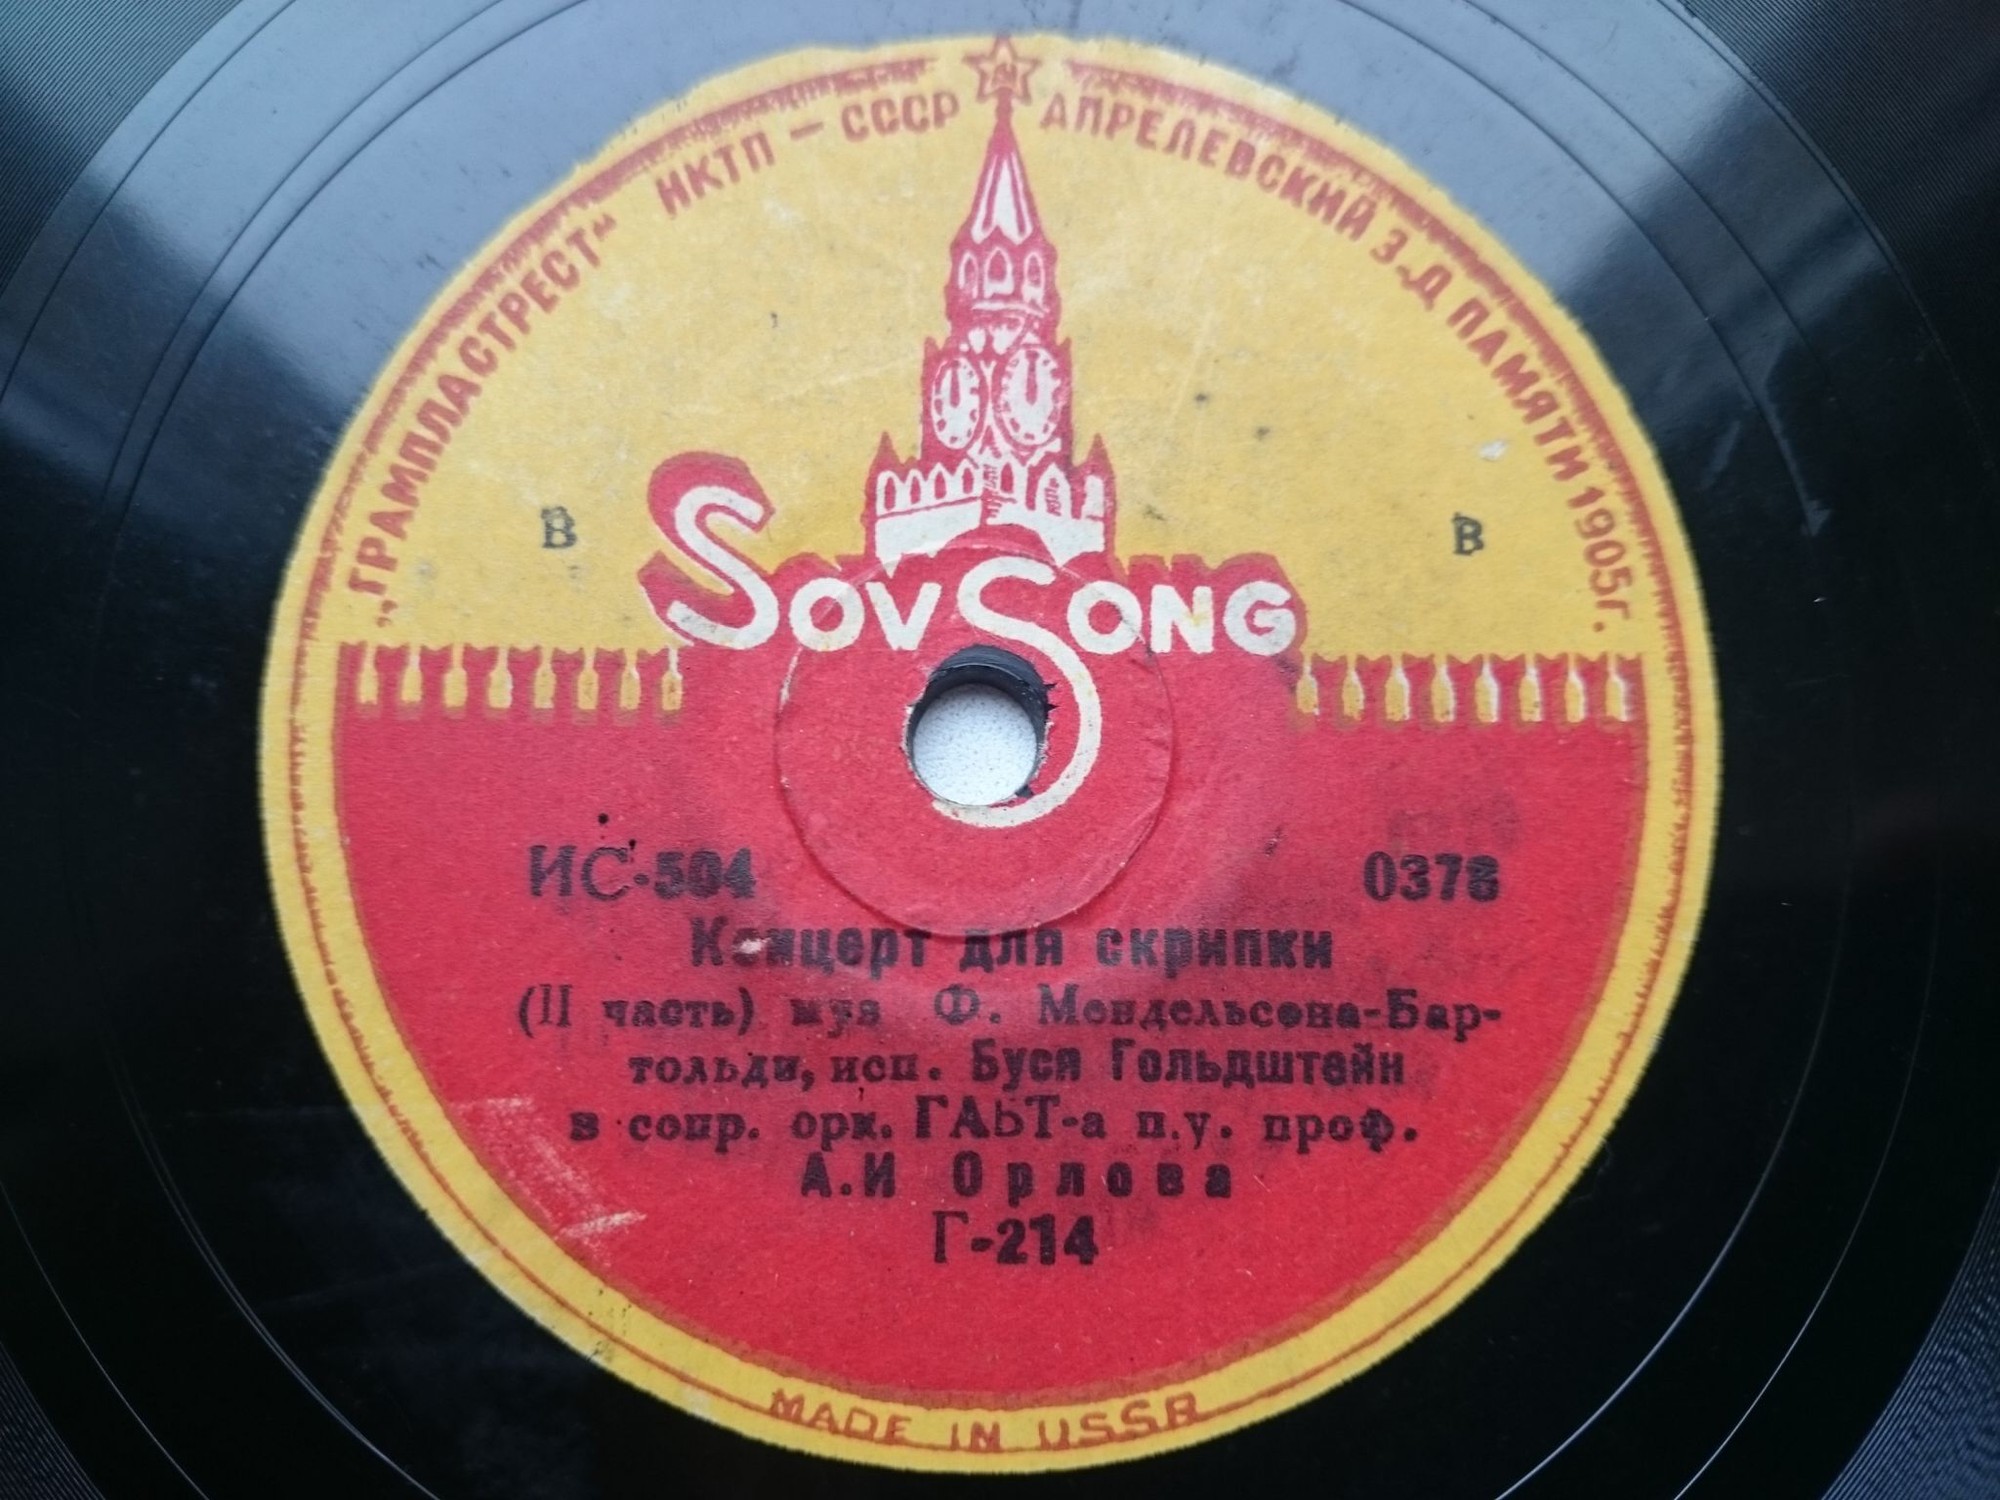 „ГРАМПЛАСТРЕСТ“ НКТП – СССР АПРЕЛЕВСКИЙ З-Д ПАМЯТИ 1905г.
В В
SOVSONG
ИС-504 0378
Концерт для скрипки
(II часть) муз Ф. Мендельсона-Бар-
тольди, исп. Буся Гольдштейн
в сопр. орк. ГАБТ-а п.у. проф.
А.И Орлова
Г-214
MADE IN USSR